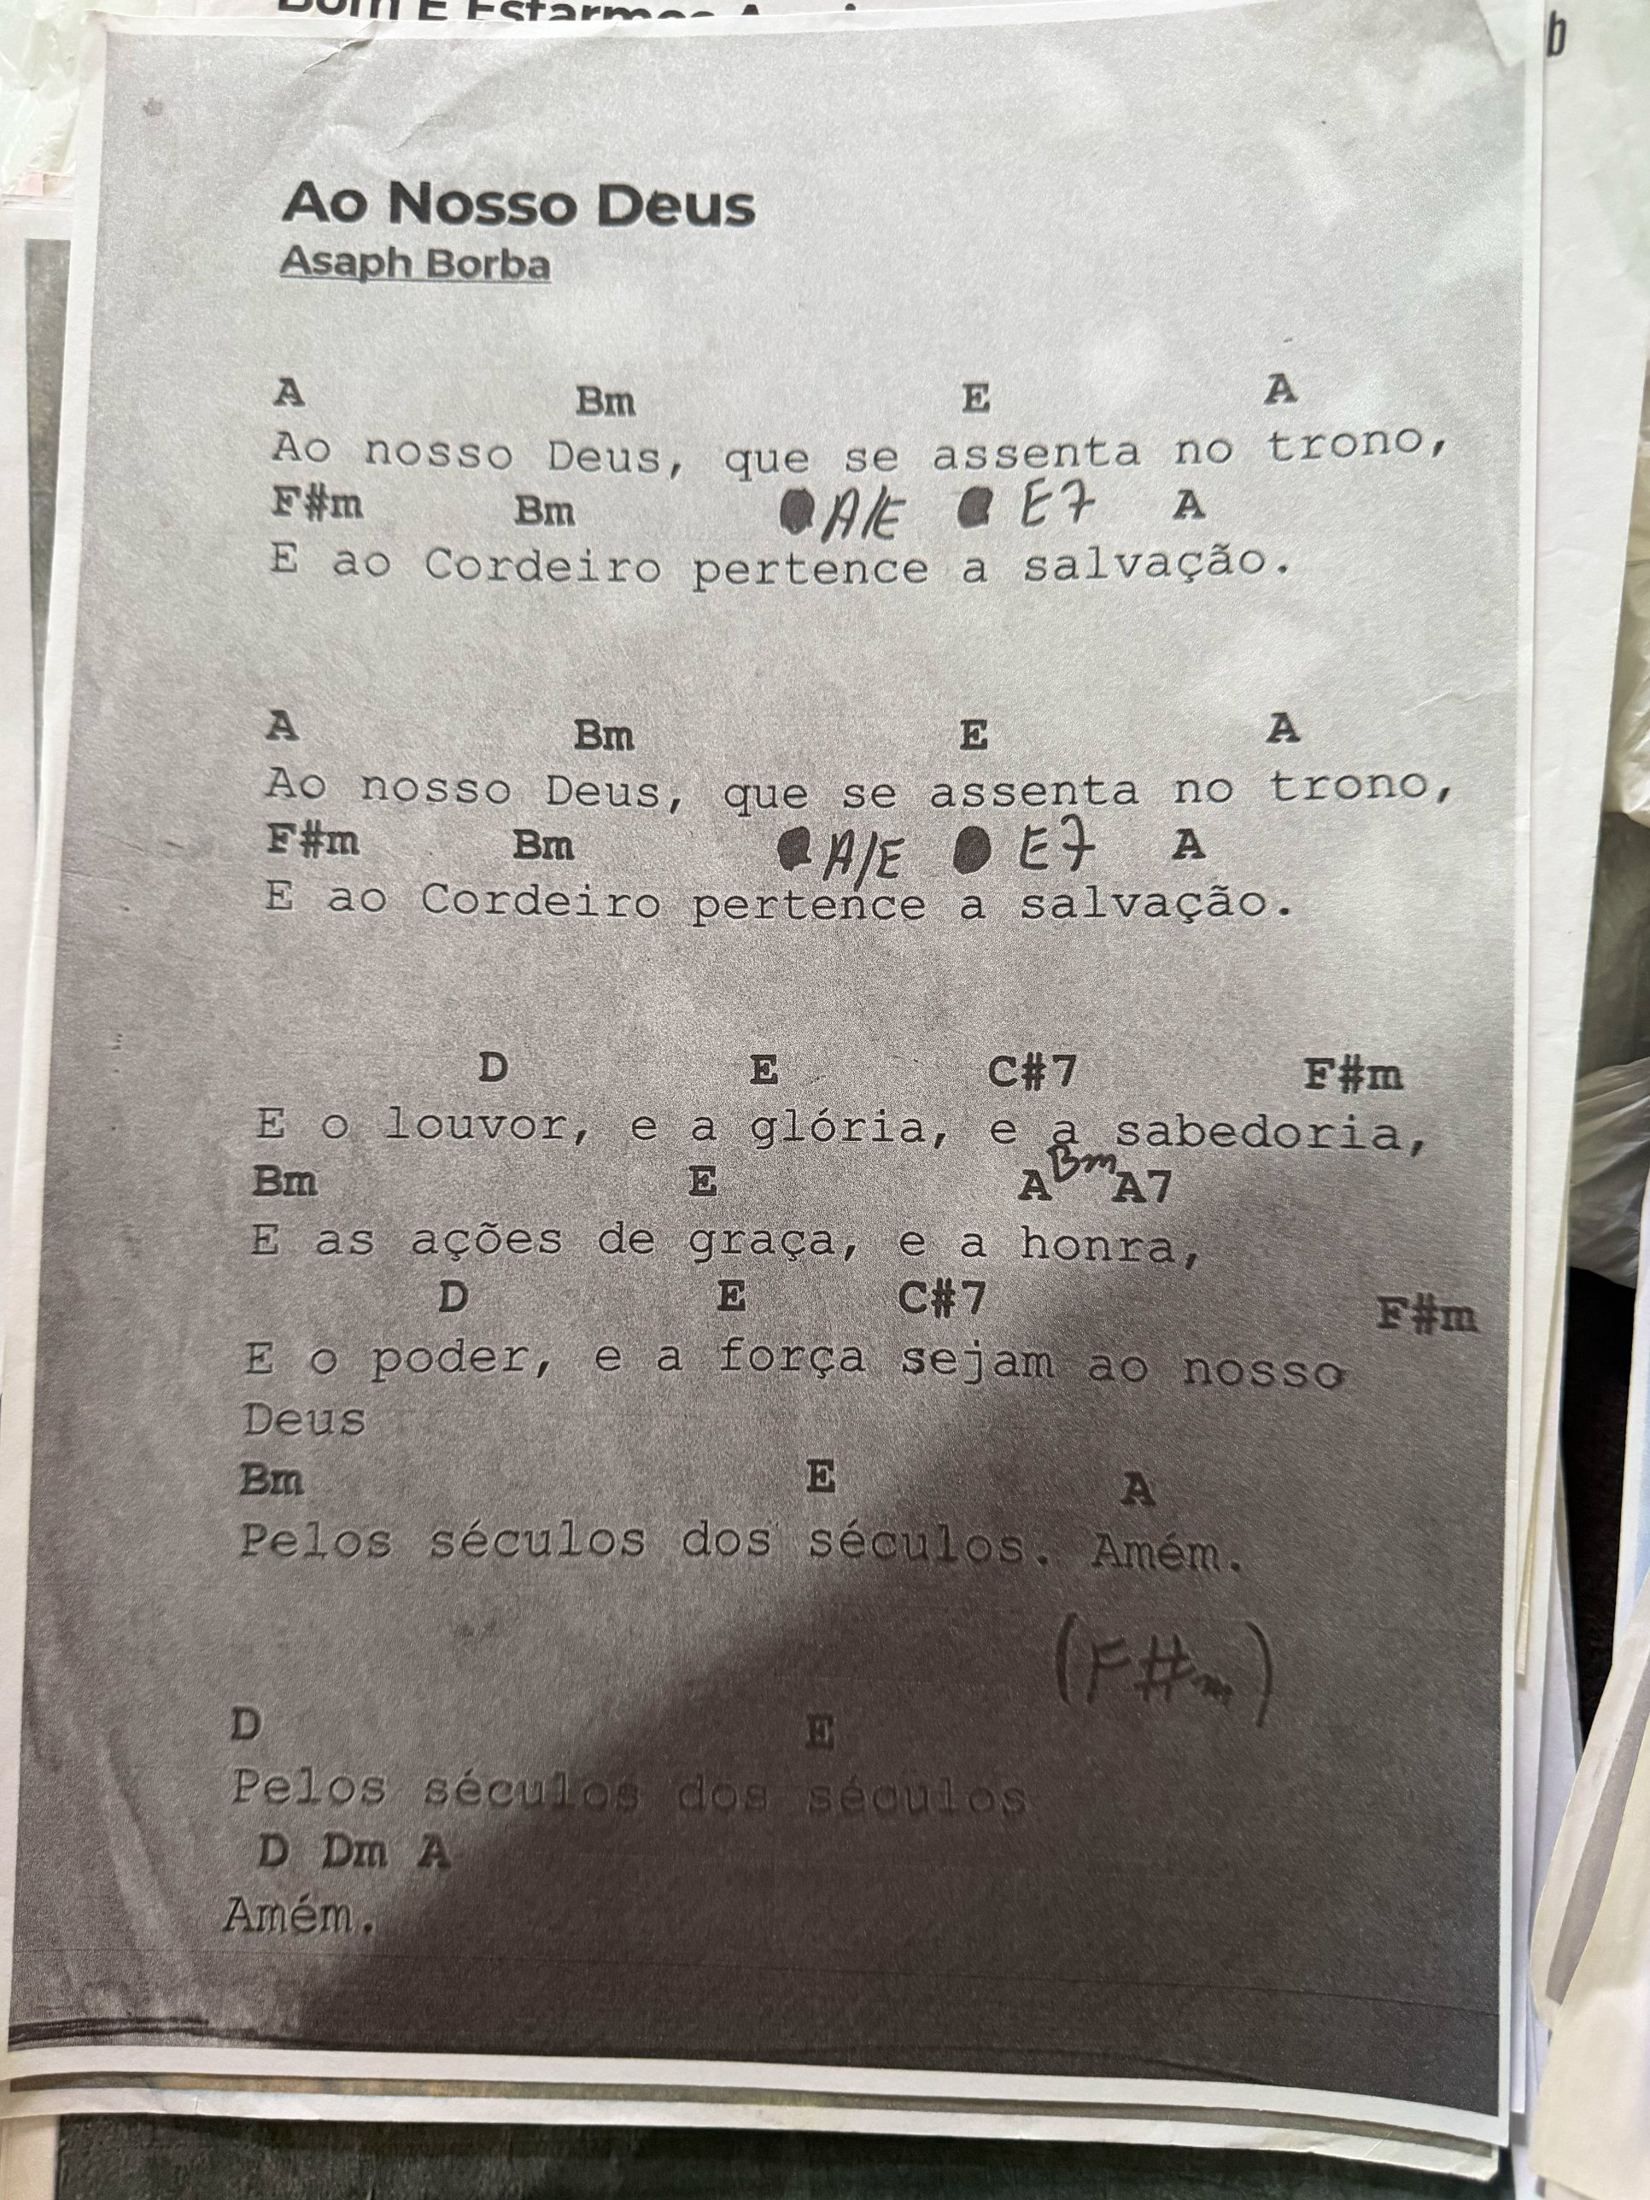 b
Ao Nosso Deus
Asaph Borba
A Bm E A
Ao nosso Deus, que se assenta no trono,
F#m Bm A/E E7 A
E ao Cordeiro pertence a salvação.
A Bm E A
Ao nosso Deus, que se assenta no trono,
F#m Bm A/E E7 A
E ao Cordeiro pertence a salvação.
D E C#7 F#m
E o louvor, e a glória, e a sabedoria,
Bm E A Bm A7
E as ações de graça, e a honra,
D E C#7 F#m
E o poder, e a força sejam ao nosso
Deus
Bm E A
Pelos séculos dos séculos. Amém.
(F#m)
D E
Pelos séculos dos séculos
D Dm A
Amém.